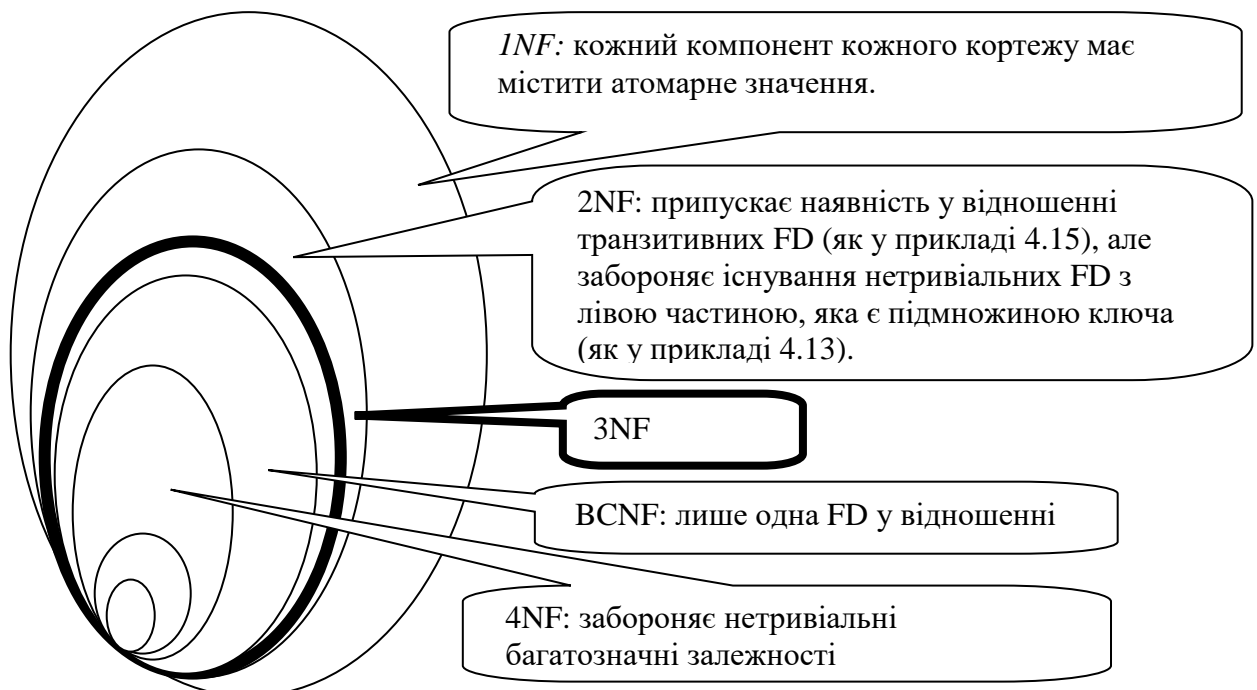 1NF: кожний компонент кожного кортежу має
містити атомарне значення.
2NF: припускає наявність у відношенні
транзитивних FD (як у прикладі 4.15), але
забороняє існування нетривіальних FD з
лівою частиною, яка є підмножиною ключа
(як у прикладі 4.13).
3NF
BCNF: лише одна FD у відношенні
4NF: забороняє нетривіальні
багатозначні залежності